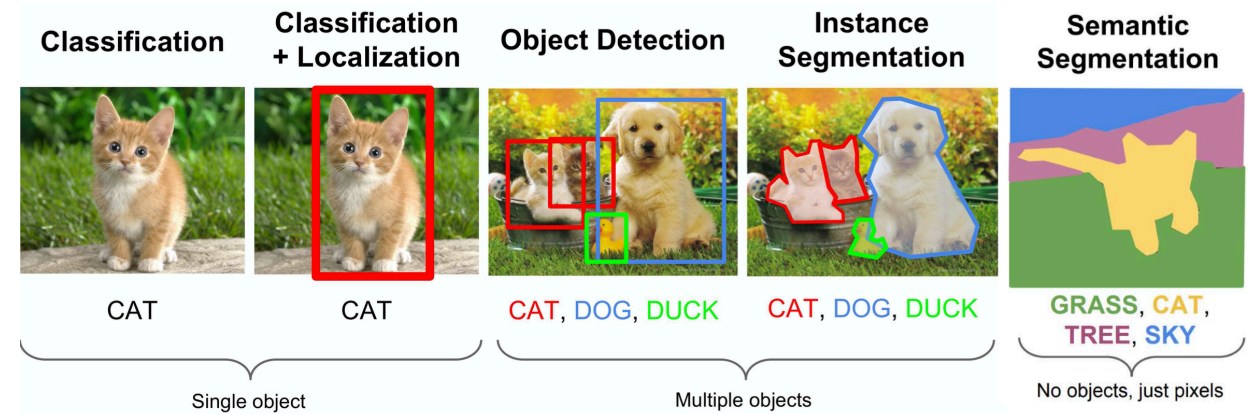 Classification
Classification
+ Localization
Object Detection
Instance
Segmentation
Semantic
Segmentation
CAT
CAT
CAT, DOG, DUCK
CAT, DOG, DUCK
GRASS, CAT,
TREE, SKY
Single object
Multiple objects
No objects, just pixels